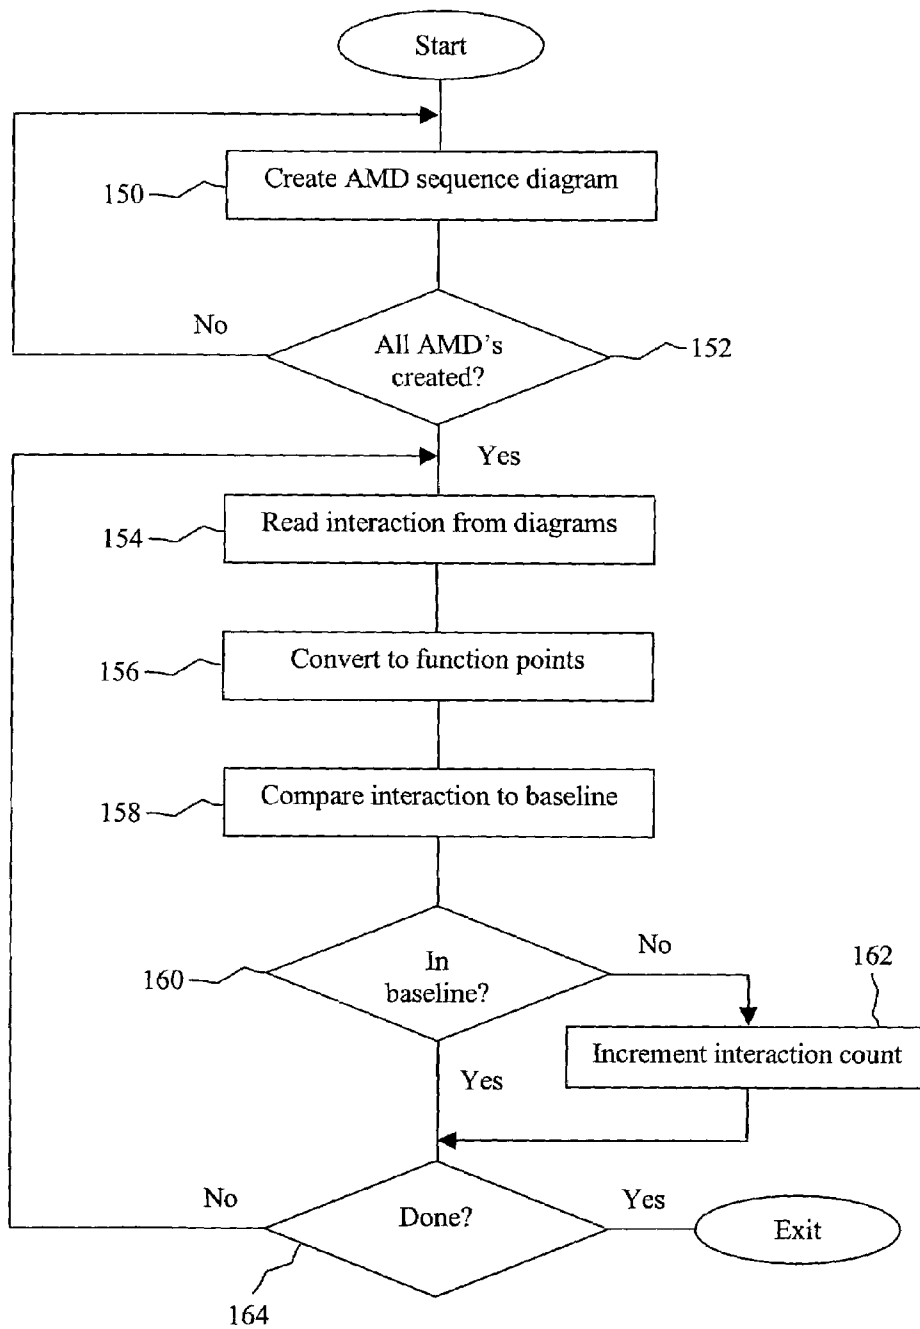 Start
150
Create AMD sequence diagram
No
All AMD's
created?
152
Yes
154
Read interaction from diagrams
156
Convert to function points
158
Compare interaction to baseline
160
In
baseline?
No
162
Increment interaction count
Yes
No
Done?
Yes
Exit
164